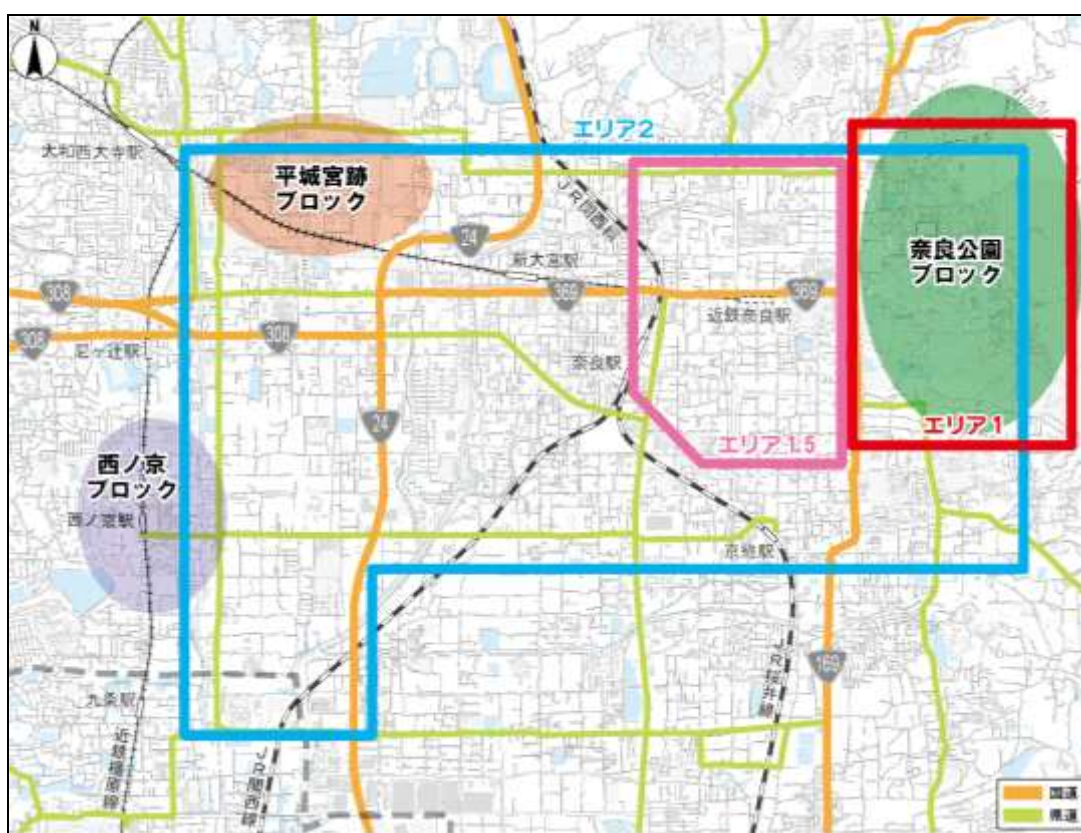 N
エリア2
大和西大寺駅
平城宮跡
ブロック
JR関西線
24
新大宮駅
奈良公園
ブロック
308
369
369
近鉄奈良駅
308
308
尼ヶ辻駅
奈良駅
24
エリア1
エリア1.5
西ノ京
ブロック
西ノ京駅
京終駅
169
九条駅
近鉄橿原線
JR関西線
JR桜井線
国道
県道